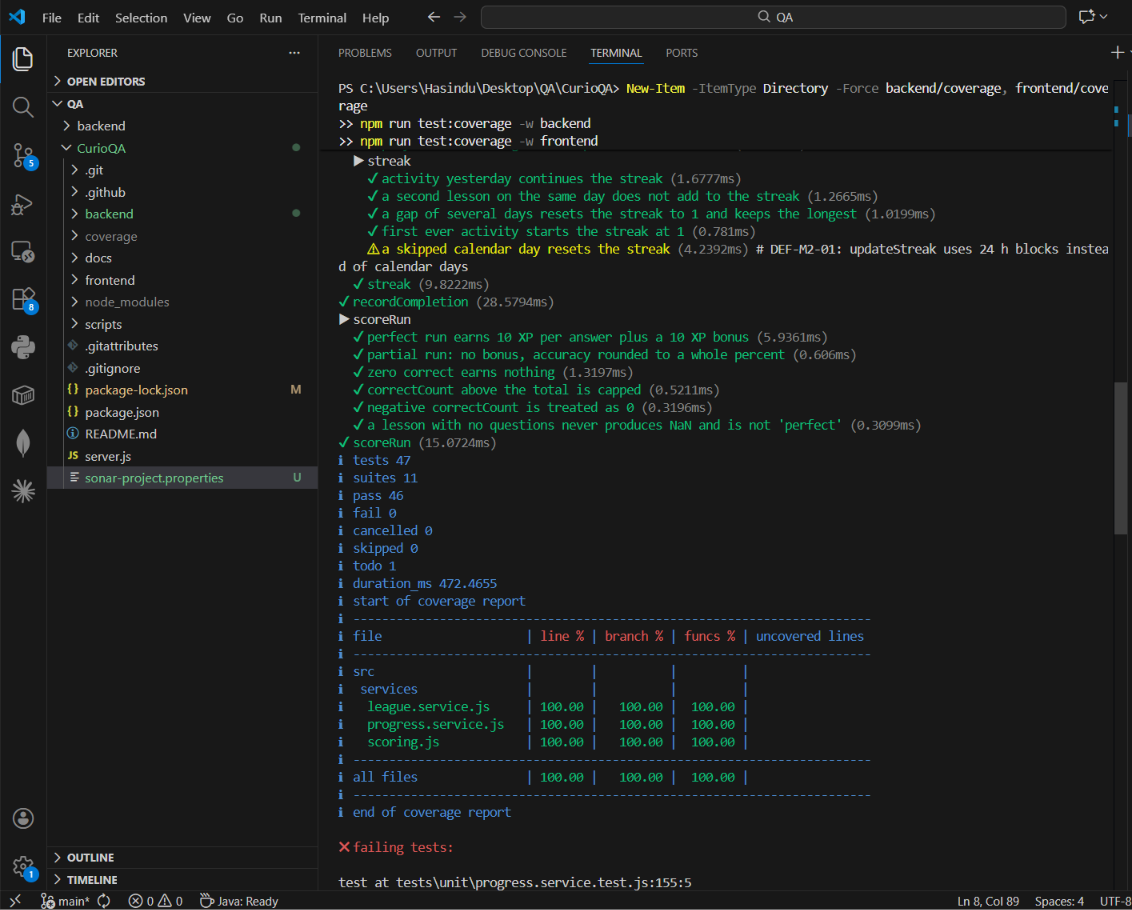 File Edit Selection View Go Run Terminal Help
QA
EXPLORER
OPEN EDITORS
QA
backend
CurioQA
.git
.github
backend
coverage
docs
frontend
node_modules
scripts
.gitattributes
.gitignore
package-lock.json M
package.json
README.md
JS server.js
sonar-project.properties U
OUTLINE
TIMELINE
5
8
1
PROBLEMS OUTPUT DEBUG CONSOLE TERMINAL PORTS
PS C:\Users\Hasindu\Desktop\QA\CurioQA> New-Item -ItemType Directory -Force backend/coverage, frontend/cove
rage
>> npm run test:coverage -w backend
>> npm run test:coverage -w frontend
▶ streak
✓ activity yesterday continues the streak (1.6777ms)
✓ a second lesson on the same day does not add to the streak (1.2665ms)
✓ a gap of several days resets the streak to 1 and keeps the longest (1.0199ms)
✓ first ever activity starts the streak at 1 (0.781ms)
⚠ a skipped calendar day resets the streak (4.2392ms) # DEF-M2-01: updateStreak uses 24 h blocks instea
d of calendar days
✓ streak (9.8222ms)
✓ recordCompletion (28.5794ms)
▶ scoreRun
✓ perfect run earns 10 XP per answer plus a 10 XP bonus (5.9361ms)
✓ partial run: no bonus, accuracy rounded to a whole percent (0.606ms)
✓ zero correct earns nothing (1.3197ms)
✓ correctCount above the total is capped (0.5211ms)
✓ negative correctCount is treated as 0 (0.3196ms)
✓ a lesson with no questions never produces NaN and is not 'perfect' (0.3099ms)
✓ scoreRun (15.0724ms)
ℹ tests 47
ℹ suites 11
ℹ pass 46
ℹ fail 0
ℹ cancelled 0
ℹ skipped 0
ℹ todo 1
ℹ duration_ms 472.4655
ℹ start of coverage report
ℹ ------------------------------------------------------------------------
ℹ file | line % | branch % | funcs % | uncovered lines
ℹ ------------------------------------------------------------------------
ℹ src | | | |
ℹ services | | | |
ℹ league.service.js | 100.00 | 100.00 | 100.00 |
ℹ progress.service.js | 100.00 | 100.00 | 100.00 |
ℹ scoring.js | 100.00 | 100.00 | 100.00 |
ℹ ------------------------------------------------------------------------
ℹ all files | 100.00 | 100.00 | 100.00 |
ℹ ------------------------------------------------------------------------
ℹ end of coverage report
✖ failing tests:
test at tests\unit\progress.service.test.js:155:5
main* 0 0 Java: Ready Ln 8, Col 89 Spaces: 4 UTF-8